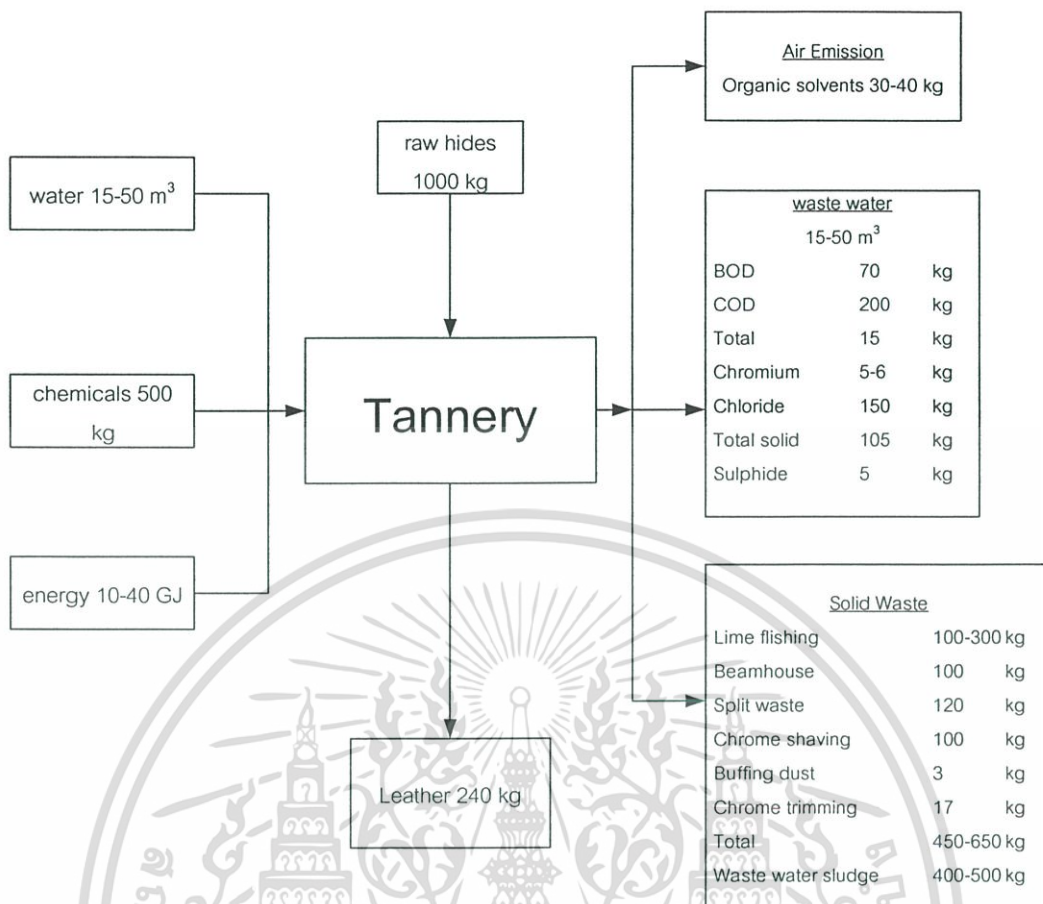 Air Emission
Organic solvents 30-40 kg
raw hides
1000 kg
water 15-50 m³
waste water
15-50 m³
BOD 70 kg
COD 200 kg
Total 15 kg
Chromium 5-6 kg
Chloride 150 kg
Total solid 105 kg
Sulphide 5 kg
chemicals 500
kg
Tannery
energy 10-40 GJ
Leather 240 kg
Solid Waste
Lime flishing 100-300 kg
Beamhouse 100 kg
Split waste 120 kg
Chrome shaving 100 kg
Buffing dust 3 kg
Chrome trimming 17 kg
Total 450-650 kg
Waste water sludge 400-500 kg